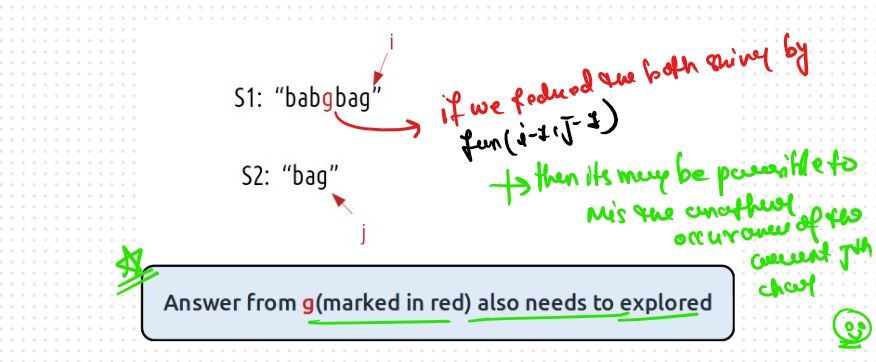 i
S1: “babgbag”
if we reduced the both string by
fun(i-1, J-1)
S2: “bag”
→ then its may be possible to
mis the another
occurance of the
current Jth
char
j
Answer from g(marked in red) also needs to explored